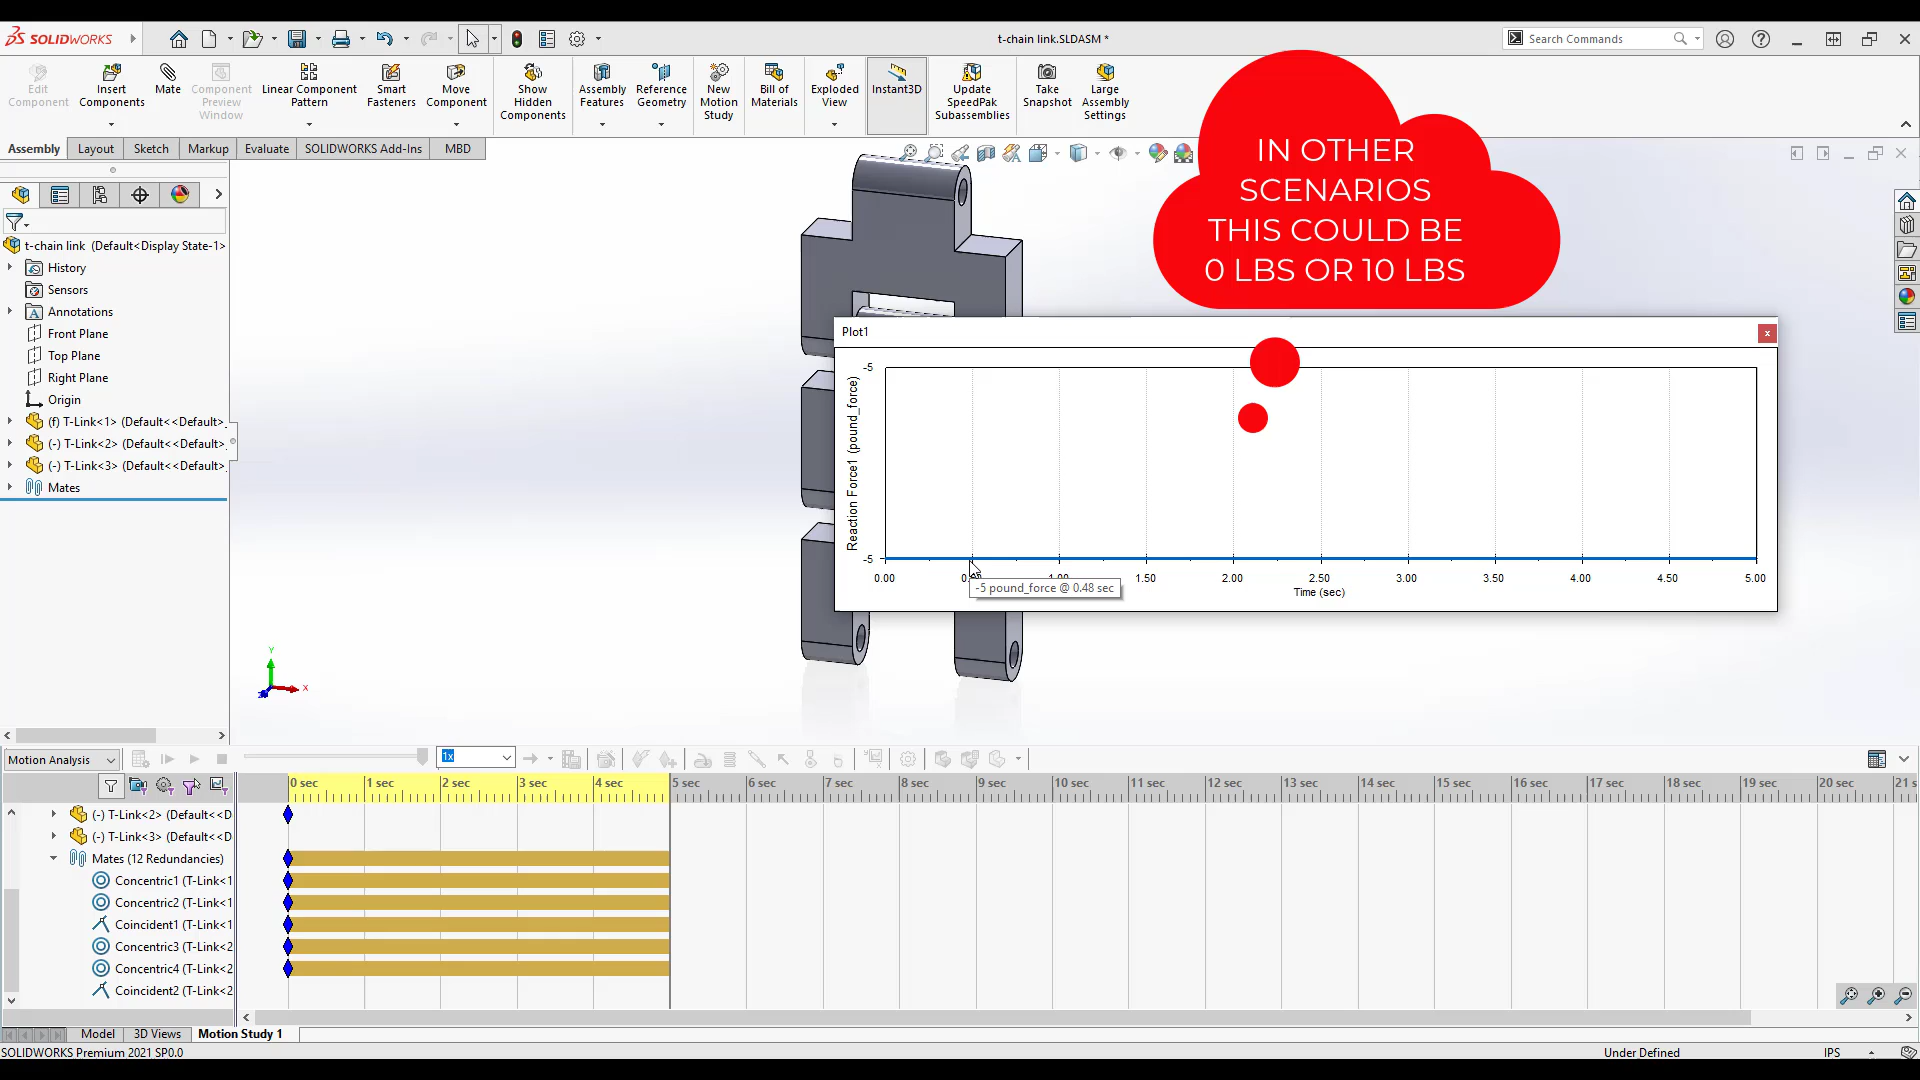 SOLIDWORKS
t-chain link.SLDASM *
Search Commands
Edit
Component
Insert
Components
Mate
Component
Preview
Window
Linear Component
Pattern
Smart
Fasteners
Move
Component
Show
Hidden
Components
Assembly
Features
Reference
Geometry
New
Motion
Study
Bill of
Materials
Exploded
View
Instant3D
Update
SpeedPak
Subassemblies
Take
Snapshot
Large
Assembly
Settings
Assembly
Layout
Sketch
Markup
Evaluate
SOLIDWORKS Add-Ins
MBD
IN OTHER
SCENARIOS
THIS COULD BE
0 LBS OR 10 LBS
t-chain link (Default<Display State-1>
History
Sensors
Annotations
Front Plane
Top Plane
Right Plane
Origin
(f) T-Link<1> (Default<<Default>
(-) T-Link<2> (Default<<Default>
(-) T-Link<3> (Default<<Default>
Mates
Plot1
Reaction Force1 (pound_force)
-5
-5
0.00
1.00
1.50
2.00
2.50
3.00
3.50
4.00
4.50
5.00
Time (sec)
-5 pound_force @ 0.48 sec
Y
X
Motion Analysis
1x
0 sec
1 sec
2 sec
3 sec
4 sec
5 sec
6 sec
7 sec
8 sec
9 sec
10 sec
11 sec
12 sec
13 sec
14 sec
15 sec
16 sec
17 sec
18 sec
19 sec
20 sec
21 s
(-) T-Link<2> (Default<<D
(-) T-Link<3> (Default<<D
Mates (12 Redundancies)
Concentric1 (T-Link<1
Concentric2 (T-Link<1
Coincident1 (T-Link<1
Concentric3 (T-Link<2
Concentric4 (T-Link<2
Coincident2 (T-Link<2
Model
3D Views
Motion Study 1
SOLIDWORKS Premium 2021 SP0.0
Under Defined
IPS